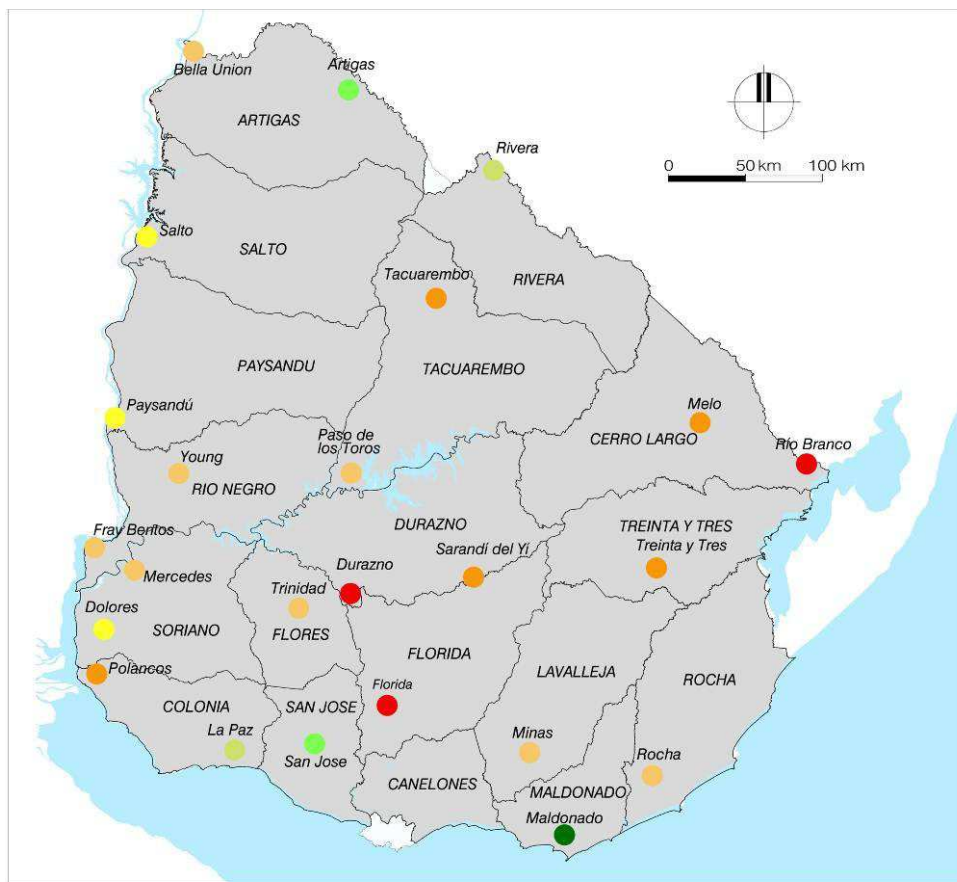 Bella Union
Artigas
ARTIGAS
Rivera
0 50 km 100 km
Salto
SALTO
Tacuarembo
RIVERA
PAYSANDU
TACUAREMBO
Paysandú
Melo
CERRO LARGO
Young
Paso de
los Toros
Río Branco
RIO NEGRO
DURAZNO
TREINTA Y TRES
Treinta y Tres
Fray Bentos
Sarandí del Yí
Mercedes
Durazno
Trinidad
Dolores
SORIANO
FLORES
FLORIDA
LAVALLEJA
Polancos
ROCHA
Florida
COLONIA
SAN JOSE
La Paz
Minas
San Jose
Rocha
CANELONES
MALDONADO
Maldonado